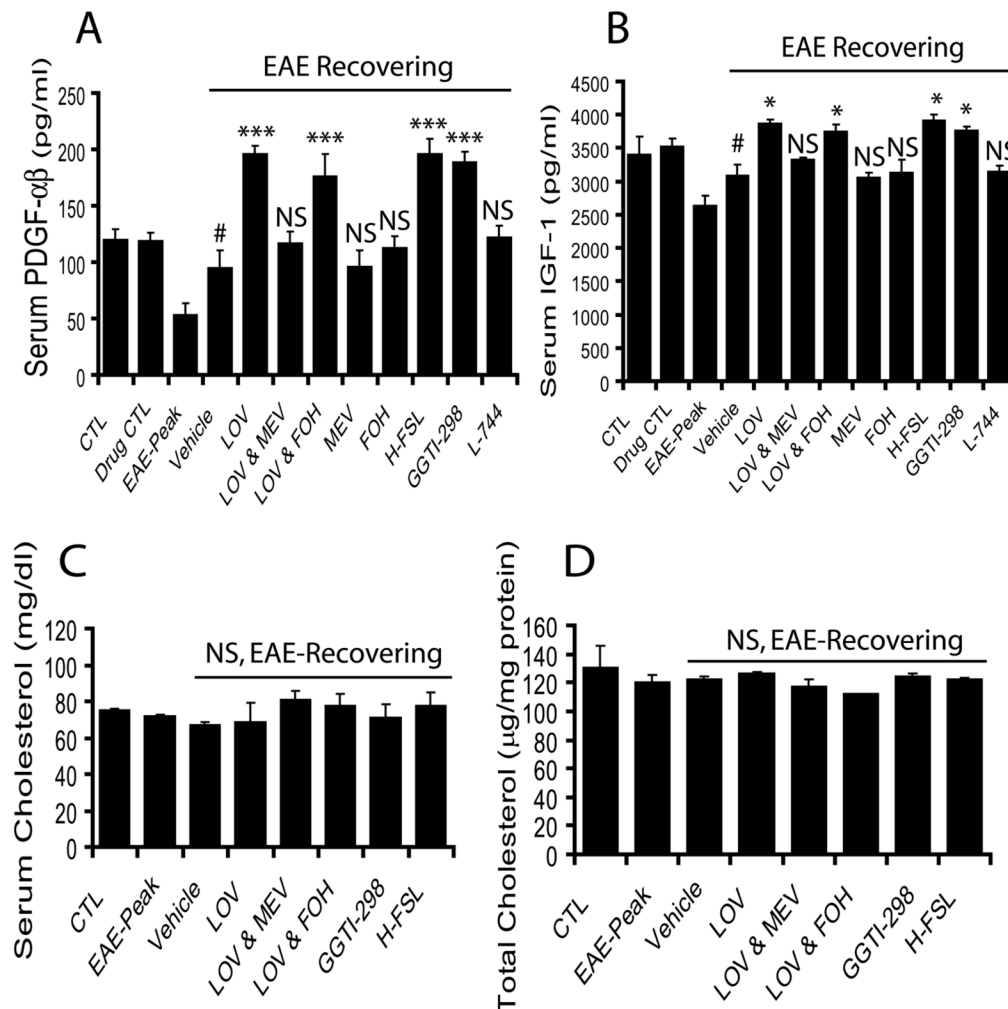 A
EAE Recovering
Serum PDGF-αβ (pg/ml)
250
200
150
100
50
0
#
***
NS
***
NS
NS
***
***
NS
CTL
Drug CTL
EAE-Peak
Vehicle
LOV
LOV & MEV
LOV & FOH
MEV
FOH
H-FSL
GGTI-298
L-744
B
EAE Recovering
Serum IGF-1 (pg/ml)
4500
4000
3500
3000
2500
2000
1500
1000
500
0
#
*
NS
*
NS
NS
*
*
NS
CTL
Drug CTL
EAE-Peak
Vehicle
LOV
LOV & MEV
LOV & FOH
MEV
FOH
H-FSL
GGTI-298
L-744
C
NS, EAE-Recovering
Serum Cholesterol (mg/dl)
120
100
80
60
40
20
0
CTL
EAE-Peak
Vehicle
LOV
LOV & MEV
LOV & FOH
GGTI-298
H-FSL
D
NS, EAE-Recovering
Total Cholesterol (µg/mg protein)
160
140
120
100
80
60
40
20
0
CTL
EAE-Peak
Vehicle
LOV
LOV & MEV
LOV & FOH
GGTI-298
H-FSL